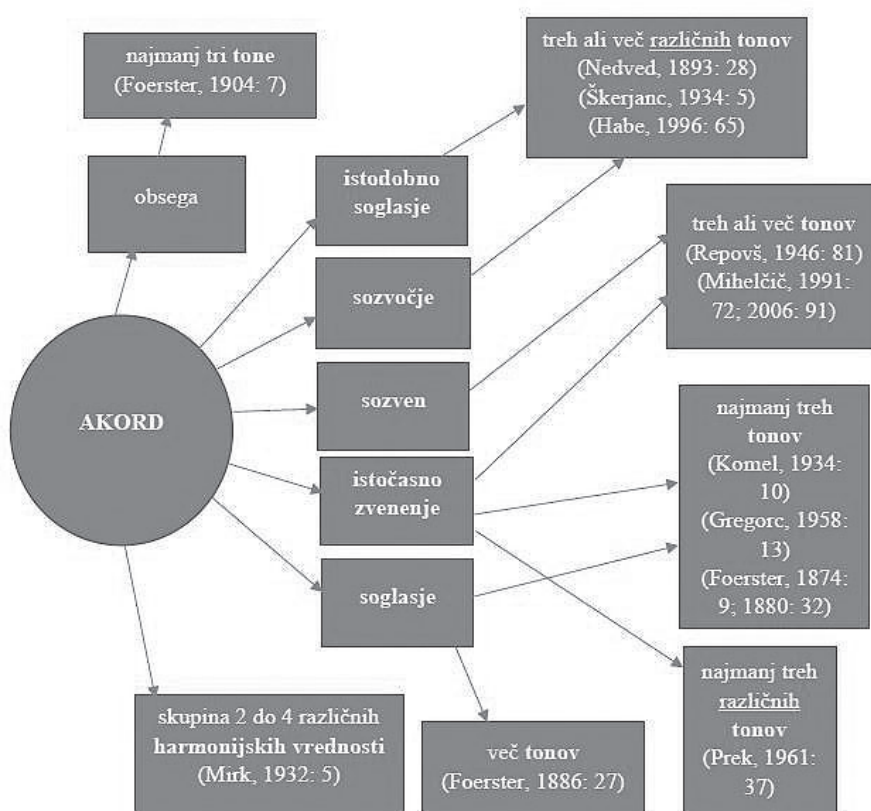 najmanj tri tone
(Foerster, 1904: 7)
obsega
AKORD
istodobno
soglasje
sozvočje
sozven
istočasno
zvenenje
soglasje
treh ali več različnih tonov
(Nedved, 1893: 28)
(Škerjanc, 1934: 5)
(Habe, 1996: 65)
treh ali več tonov
(Repovš, 1946: 81)
(Mihelčič, 1991:
72; 2006: 91)
najmanj treh
tonov
(Komel, 1934:
10)
(Gregorc, 1958:
13)
(Foerster, 1874:
9; 1880: 32)
najmanj treh
različnih
tonov
(Prek, 1961:
37)
več tonov
(Foerster, 1886: 27)
skupina 2 do 4 različnih
harmonijskih vrednosti
(Mirk, 1932: 5)